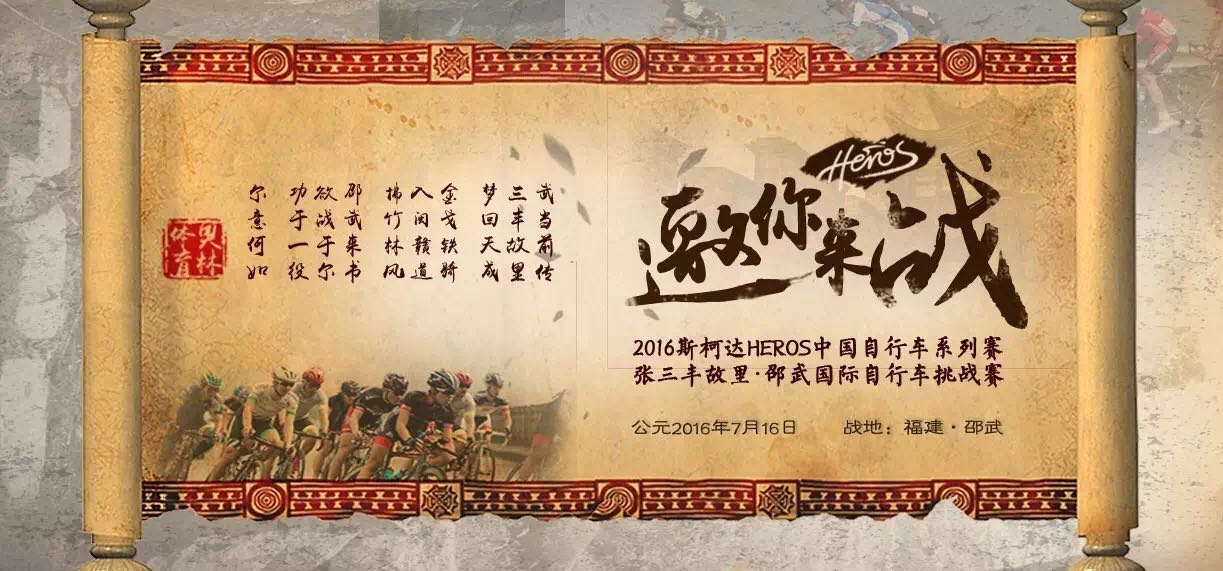 Heros
邀你来战
2016斯柯达HEROS中国自行车系列赛
张三丰故里·邵武国际自行车挑战赛
公元2016年7月16日 战地：福建·邵武
武当前传
三丰故里
梦回天成
金戈铁骑
入闽赣道
拂竹林风
邵武来书
欲战于尔
功于一役
尔意何如
林
体育